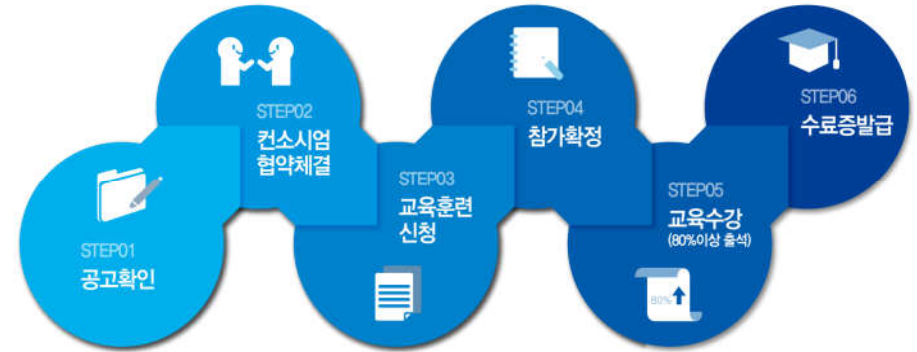 STEP01
공고확인
STEP02
컨소시엄
협약체결
STEP03
교육훈련
신청
STEP04
참가확정
STEP05
교육수강
(80%이상 출석)
80%
STEP06
수료증발급